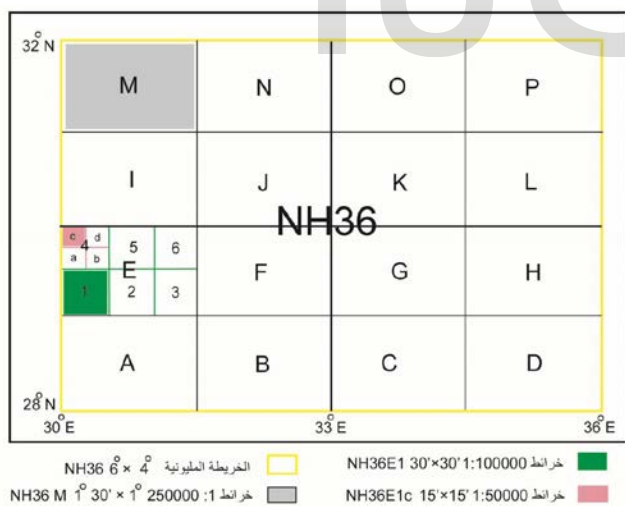 32° N
M N O P
I J K L
NH36
c d
4 5 6
a b
E F G H
1 2 3
A B C D
28° N
30° E 33 E 36° E
خرائط 1:100000 30'×30' NH36E1
الخريطة المليونية NH36 6° × 4°
خرائط 1:50000 15'×15' NH36E1c
خرائط 1: 250000 NH36 M 1° 30' × 1°